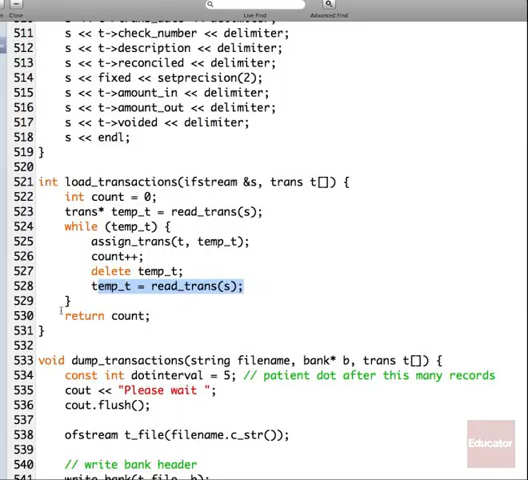 Live Find
Advanced Find
511 s << t->check_number << delimiter;
512 s << t->description << delimiter;
513 s << t->reconciled << delimiter;
514 s << fixed << setprecision(2);
515 s << t->amount_in << delimiter;
516 s << t->amount_out << delimiter;
517 s << t->voided << delimiter;
518 s << endl;
519 }
520
521 int load_transactions(ifstream &s, trans t[]) {
522 int count = 0;
523 trans* temp_t = read_trans(s);
524 while (temp_t) {
525 assign_trans(t, temp_t);
526 count++;
527 delete temp_t;
528 temp_t = read_trans(s);
529 }
530 return count;
531 }
532
533 void dump_transactions(string filename, bank* b, trans t[]) {
534 const int dotinterval = 5; // patient dot after this many records
535 cout << "Please wait ";
536 cout.flush();
537
538 ofstream t_file(filename.c_str());
539
540 // write bank header
Educator